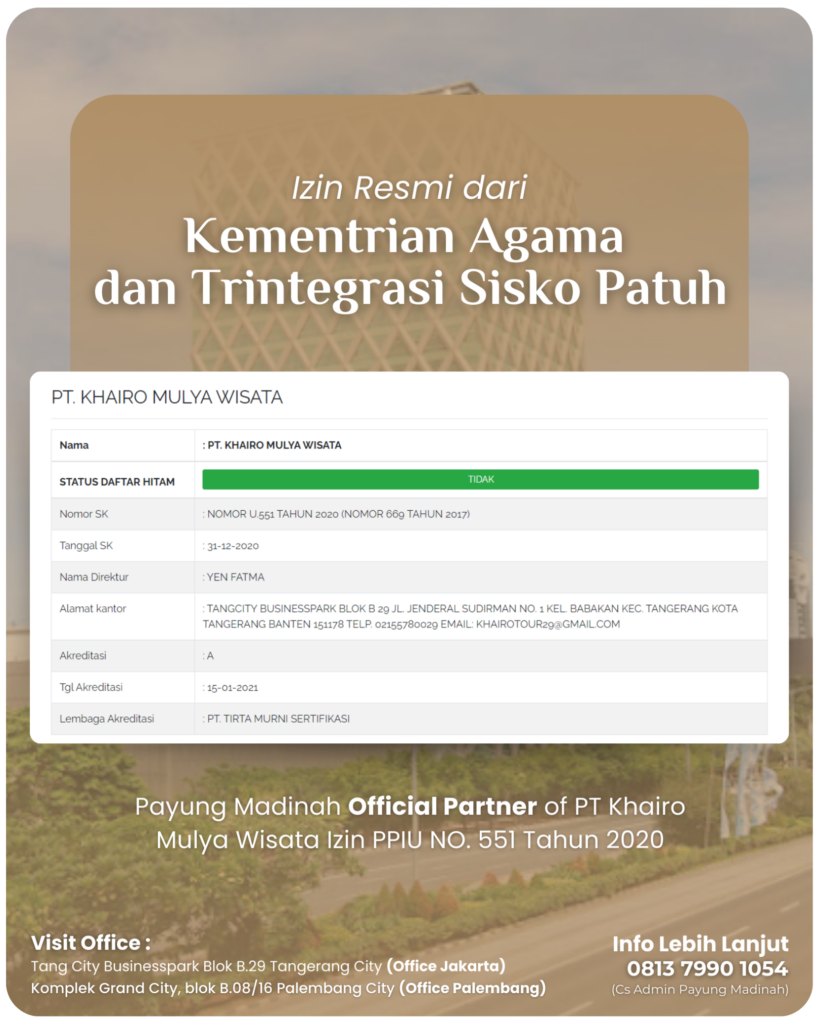 Izin Resmi dari
Kementrian Agama
dan Trintegrasi Sisko Patuh
PT. KHAIRO MULYA WISATA
Nama : PT. KHAIRO MULYA WISATA
STATUS DAFTAR HITAM TIDAK
Nomor SK : NOMOR U.551 TAHUN 2020 (NOMOR 669 TAHUN 2017)
Tanggal SK : 31-12-2020
Nama Direktur : YEN FATMA
Alamat kantor : TANGCITY BUSINESSPARK BLOK B 29 JL. JENDERAL SUDIRMAN NO. 1 KEL. BABAKAN KEC. TANGERANG KOTA
TANGERANG BANTEN 151178 TELP. 02155780029 EMAIL: KHAIROTOUR29@GMAIL.COM
Akreditasi : A
Tgl Akreditasi : 15-01-2021
Lembaga Akreditasi : PT. TIRTA MURNI SERTIFIKASI
Payung Madinah Official Partner of PT Khairo
Mulya Wisata Izin PPIU NO. 551 Tahun 2020
Visit Office :
Tang City Businesspark Blok B.29 Tangerang City (Office Jakarta)
Komplek Grand City, blok B.08/16 Palembang City (Office Palembang)
Info Lebih Lanjut
0813 7990 1054
(Cs Admin Payung Madinah)